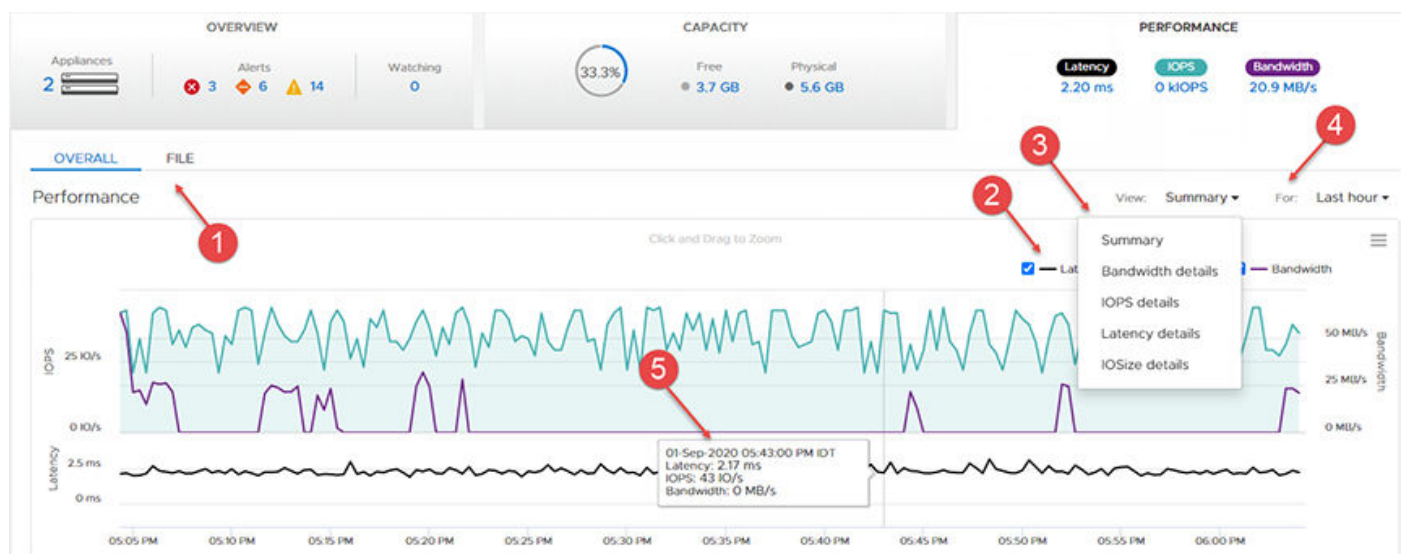 OVERVIEW
CAPACITY
PERFORMANCE
Appliances
2
Alerts
3 6 14
Watching
0
33.3%
Free
3.7 GB
Physical
5.6 GB
Latency
2.20 ms
IOPS
0 kIOPS
Bandwidth
20.9 MB/s
OVERALL FILE
3
4
Performance
1
2
View: Summary
For: Last hour
Click and Drag to Zoom
Summary
Bandwidth details
IOPS details
Latency details
IOSize details
Lat
Bandwidth
IOPS
25 IO/s
0 IO/s
50 MB/s
25 MB/s
0 MB/s
Bandwidth
5
01-Sep-2020 05:43:00 PM IDT
Latency: 2.17 ms
IOPS: 43 IO/s
Bandwidth: 0 MB/s
Latency
2.5 ms
0 ms
05:05 PM 05:10 PM 05:15 PM 05:20 PM 05:25 PM 05:30 PM 05:35 PM 05:40 PM 05:45 PM 05:50 PM 05:55 PM 06:00 PM